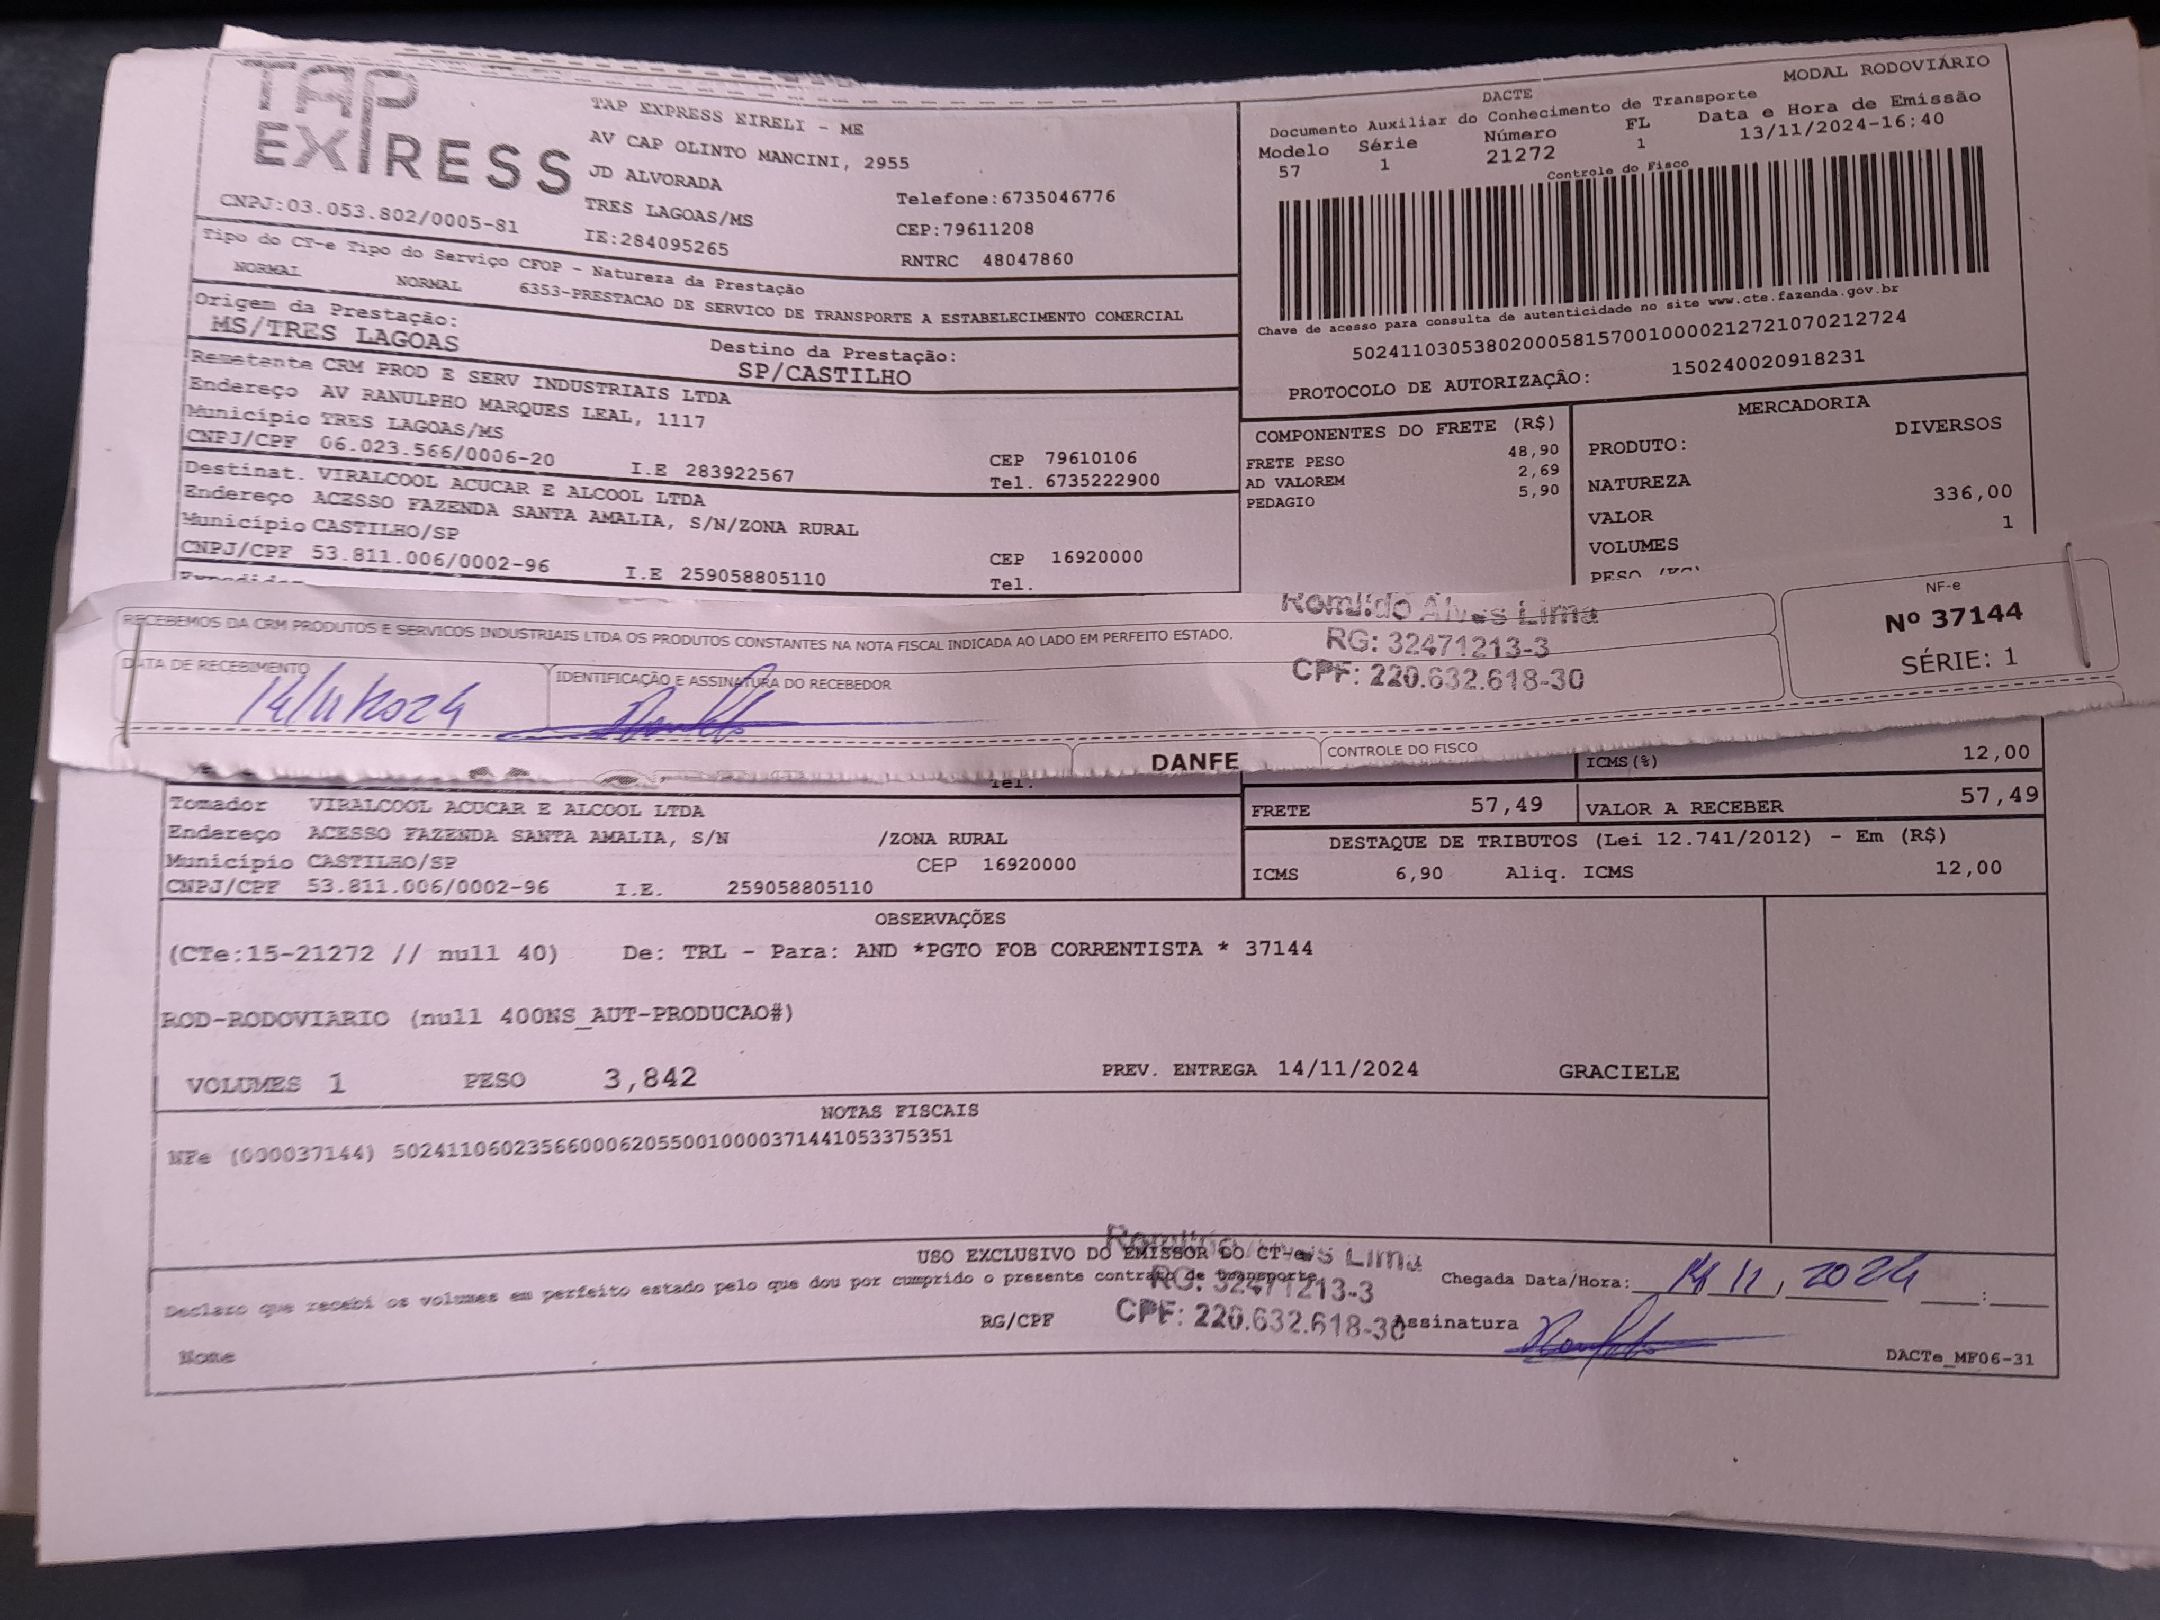 TAP EXPRESS
TAP EXPRESS EIRELI - ME
AV CAP OLINTO MANCINI, 2955
JD ALVORADA
TRES LAGOAS/MS
IE:284095265
Telefone:6735046776
CEP:79611208
RNTRC 48047860
CNPJ:03.053.802/0005-81
Tipo do CT-e Tipo do Serviço CFOP - Natureza da Prestação
NORMAL NORMAL 6353-PRESTACAO DE SERVICO DE TRANSPORTE A ESTABELECIMENTO COMERCIAL
Origem da Prestação:
MS/TRES LAGOAS
Destino da Prestação:
SP/CASTILHO
Remetente CRM PROD E SERV INDUSTRIAIS LTDA
Endereço AV RANULPHO MARQUES LEAL, 1117
Município TRES LAGOAS/MS CEP 79610106
CNPJ/CPF 06.023.566/0006-20 I.E 283922567 Tel. 6735222900
Destinat. VIRALCOOL ACUCAR E ALCOOL LTDA
Endereço ACESSO FAZENDA SANTA AMALIA, S/N/ZONA RURAL
Município CASTILHO/SP CEP 16920000
CNPJ/CPF 53.811.006/0002-96 I.E 259058805110 Tel.
DACTE
MODAL RODOVIÁRIO
Documento Auxiliar do Conhecimento de Transporte
Modelo Série Número FL Data e Hora de Emissão
57 1 21272 1 13/11/2024-16:40
Controle do Fisco
Chave de acesso para consulta de autenticidade no site www.cte.fazenda.gov.br
50241103053802000581570010000212721070212724
PROTOCOLO DE AUTORIZAÇÃO: 150240020918231
COMPONENTES DO FRETE (R$)
FRETE PESO 48,90
AD VALOREM 2,69
PEDAGIO 5,90
MERCADORIA
PRODUTO: DIVERSOS
NATUREZA
VALOR 336,00
VOLUMES 1
RECEBEMOS DA CRM PRODUTOS E SERVICOS INDUSTRIAIS LTDA OS PRODUTOS CONSTANTES NA NOTA FISCAL INDICADA AO LADO EM PERFEITO ESTADO.
DATA DE RECEBIMENTO
14/11/2024
IDENTIFICAÇÃO E ASSINATURA DO RECEBEDOR
Romildo Alves Lima
RG: 32471213-3
CPF: 220.632.618-30
NF-e
Nº 37144
SÉRIE: 1
DANFE
CONTROLE DO FISCO
Tel.
ICMS(%) 12,00
Tomador VIRALCOOL ACUCAR E ALCOOL LTDA
Endereço ACESSO FAZENDA SANTA AMALIA, S/N /ZONA RURAL
Município CASTILHO/SP CEP 16920000
CNPJ/CPF 53.811.006/0002-96 I.E. 259058805110
FRETE 57,49 VALOR A RECEBER 57,49
DESTAQUE DE TRIBUTOS (Lei 12.741/2012) - Em (R$)
ICMS 6,90 Aliq. ICMS 12,00
OBSERVAÇÕES
(CTe:15-21272 // null 40) De: TRL - Para: AND *PGTO FOB CORRENTISTA * 37144
ROD-RODOVIARIO (null 400NS_AUT-PRODUCAO#)
VOLUMES 1 PESO 3,842 PREV. ENTREGA 14/11/2024 GRACIELE
NOTAS FISCAIS
NFe (000037144) 50241106023566000620550010000371441053375351
USO EXCLUSIVO DO EMISSOR DO CT-e
Declaro que recebi os volumes em perfeito estado pelo que dou por cumprido o presente contrato de transporte
Romildo Alves Lima
RG: 32471213-3
CPF: 220.632.618-30
Chegada Data/Hora: 14 11, 2024 :
Nome RG/CPF Assinatura
DACTe_MF06-31